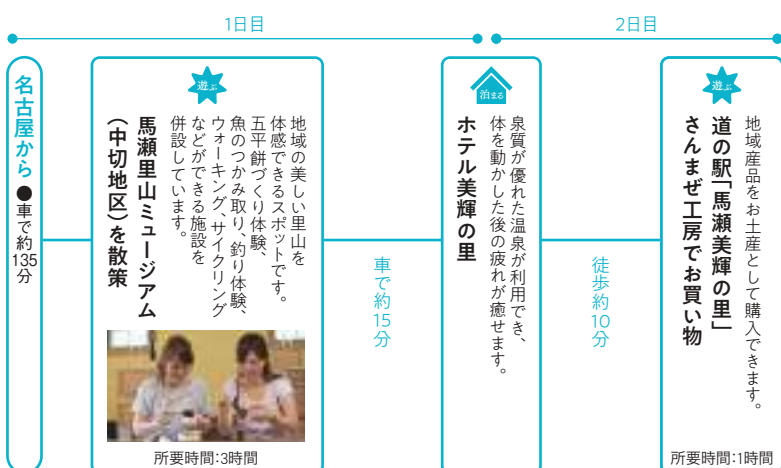 1日目
2日目
名古屋から ●車で約135分
遊ぶ
馬瀬里山ミュージアム
(中切地区)を散策
地域の美しい里山を
体感できるスポットです。
五平餅づくり体験、
魚のつかみ取り、釣り体験、
ウォーキング、サイクリング
などができる施設を
併設しています。
所要時間:3時間
車で約15分
泊まる
ホテル美輝の里
泉質が優れた温泉が利用でき、
体を動かした後の疲れが癒せます。
徒歩約10分
遊ぶ
道の駅「馬瀬美輝の里」
さんまぜ工房でお買い物
地域産品をお土産として購入できます。
所要時間:1時間